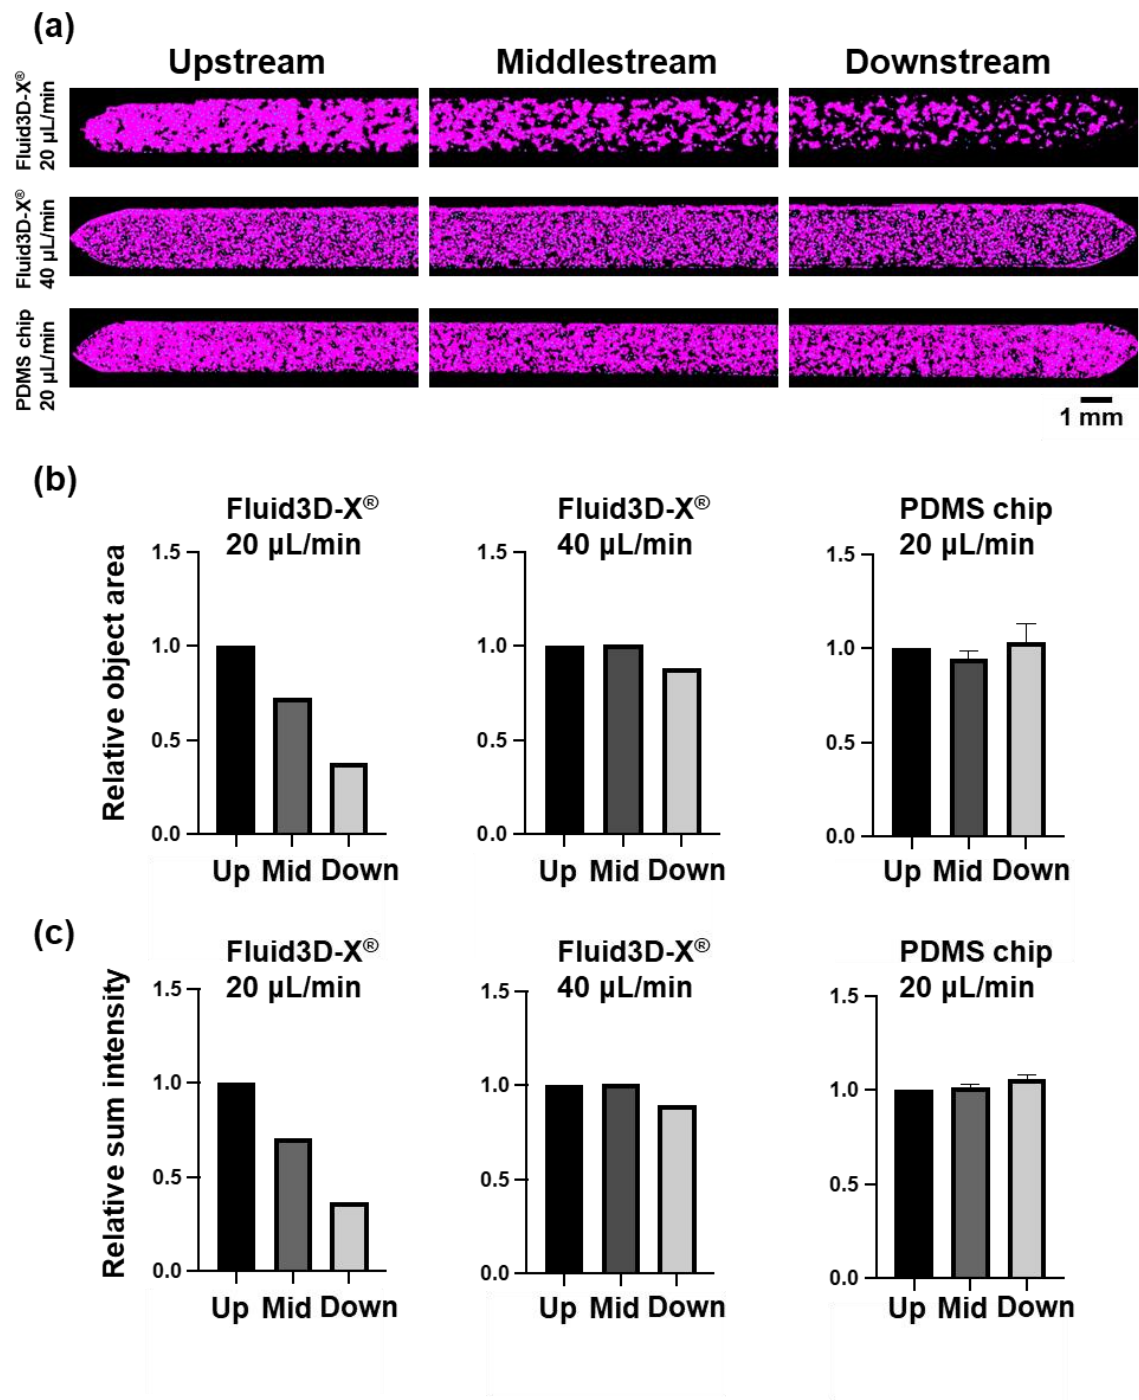 (a)
Upstream Middlestream Downstream
Fluid3D-X®
20 µL/min
Fluid3D-X®
40 µL/min
PDMS chip
20 µL/min
1 mm
(b)
Relative object area
Fluid3D-X®
20 µL/min
1.5
1.0
0.5
0.0
Up Mid Down
Fluid3D-X®
40 µL/min
1.5
1.0
0.5
0.0
Up Mid Down
PDMS chip
20 µL/min
1.5
1.0
0.5
0.0
Up Mid Down
(c)
Relative sum intensity
Fluid3D-X®
20 µL/min
1.5
1.0
0.5
0.0
Up Mid Down
Fluid3D-X®
40 µL/min
1.5
1.0
0.5
0.0
Up Mid Down
PDMS chip
20 µL/min
1.5
1.0
0.5
0.0
Up Mid Down